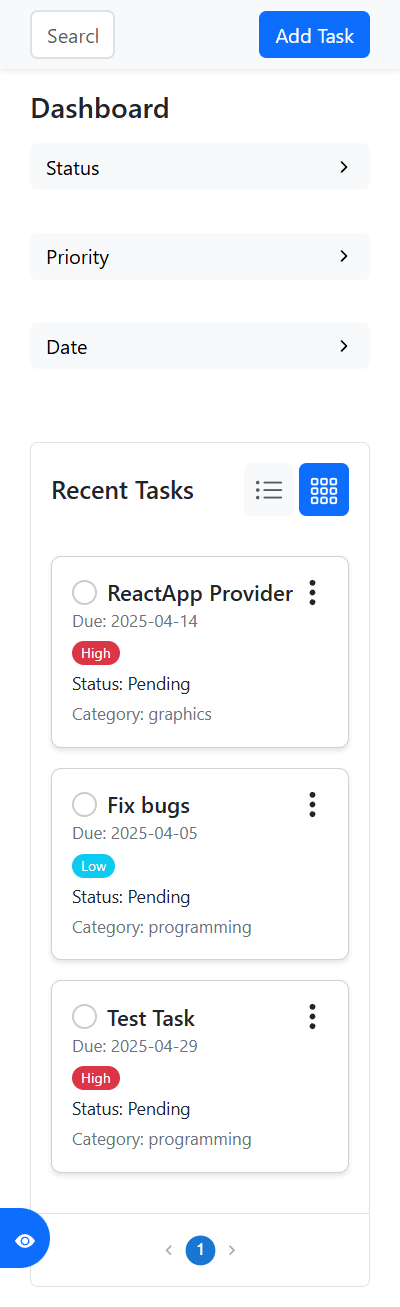 Searcl
Add Task
Dashboard
Status
Priority
Date
Recent Tasks
ReactApp Provider
Due: 2025-04-14
High
Status: Pending
Category: graphics
Fix bugs
Due: 2025-04-05
Low
Status: Pending
Category: programming
Test Task
Due: 2025-04-29
High
Status: Pending
Category: programming
1